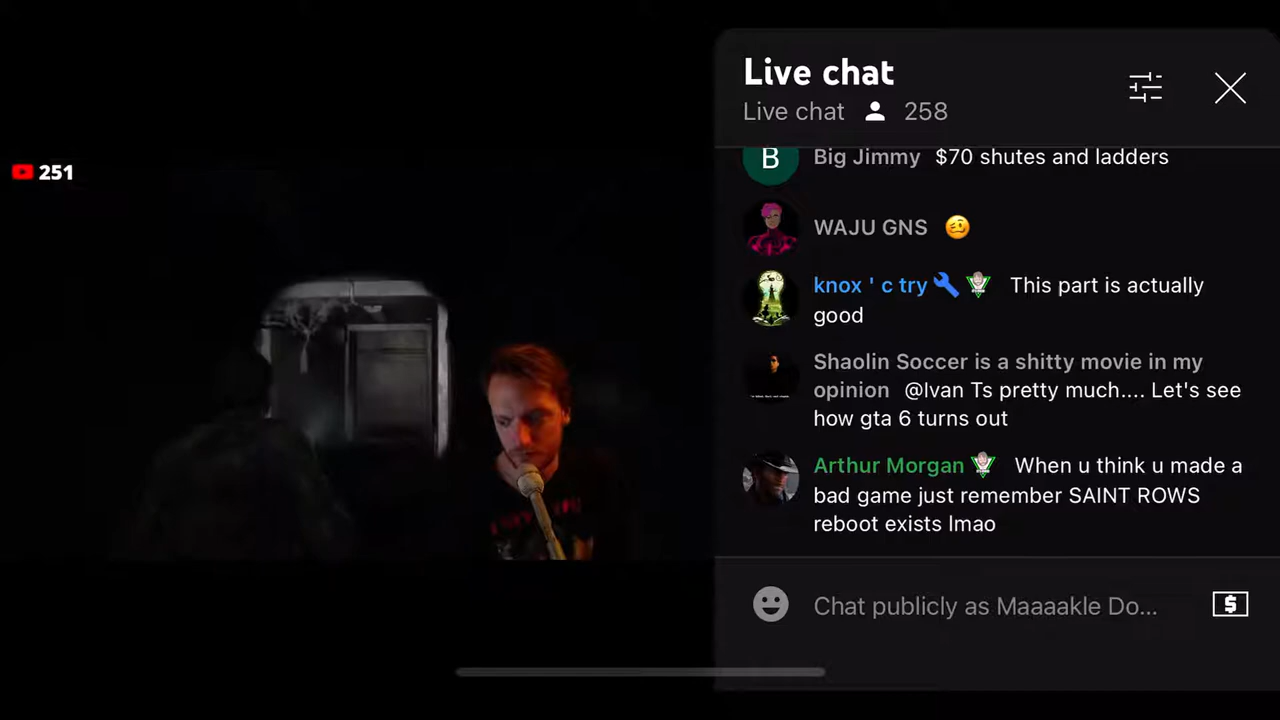 Live chat
Live chat 258
251
B Big Jimmy $70 shutes and ladders
WAJU GNS
knox ' c try This part is actually
good
Shaolin Soccer is a shitty movie in my
opinion @Ivan Ts pretty much.... Let's see
how gta 6 turns out
Arthur Morgan When u think u made a
bad game just remember SAINT ROWS
reboot exists lmao
Chat publicly as Maaaakle Do...
$